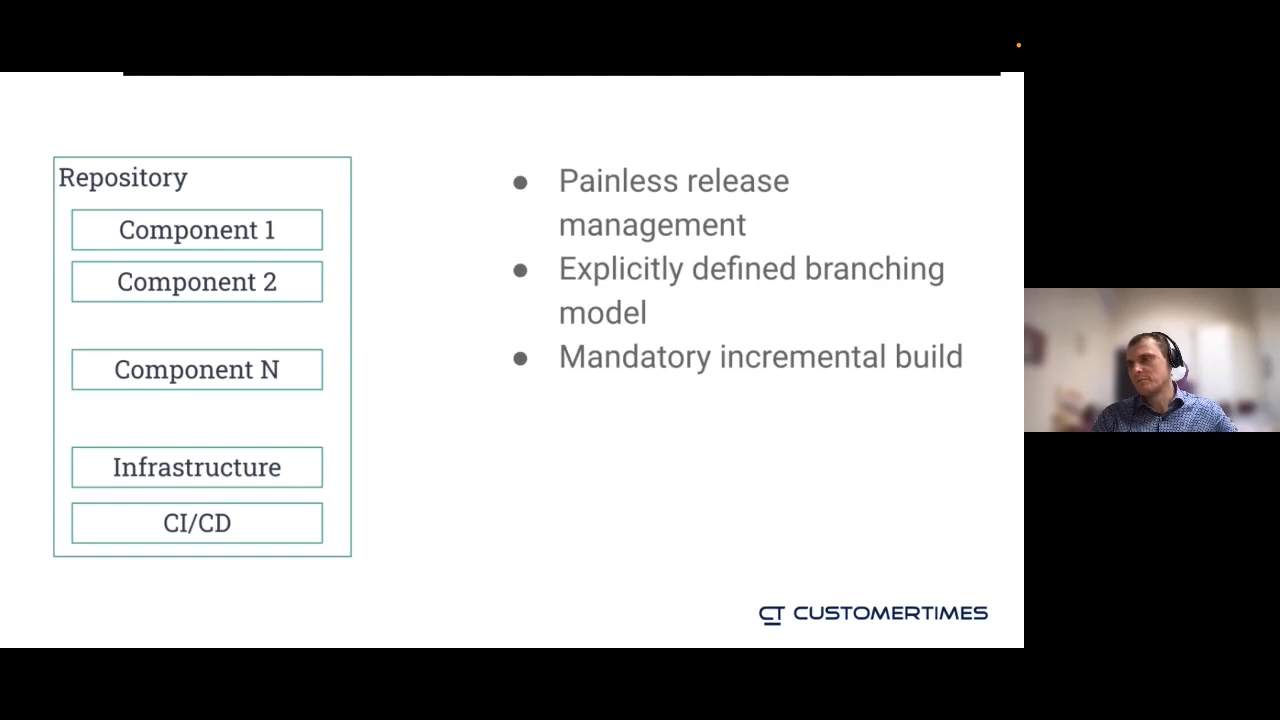 Repository
Component 1
Component 2
Component N
Infrastructure
CI/CD
● Painless release
management
● Explicitly defined branching
model
● Mandatory incremental build
CT CUSTOMERTIMES